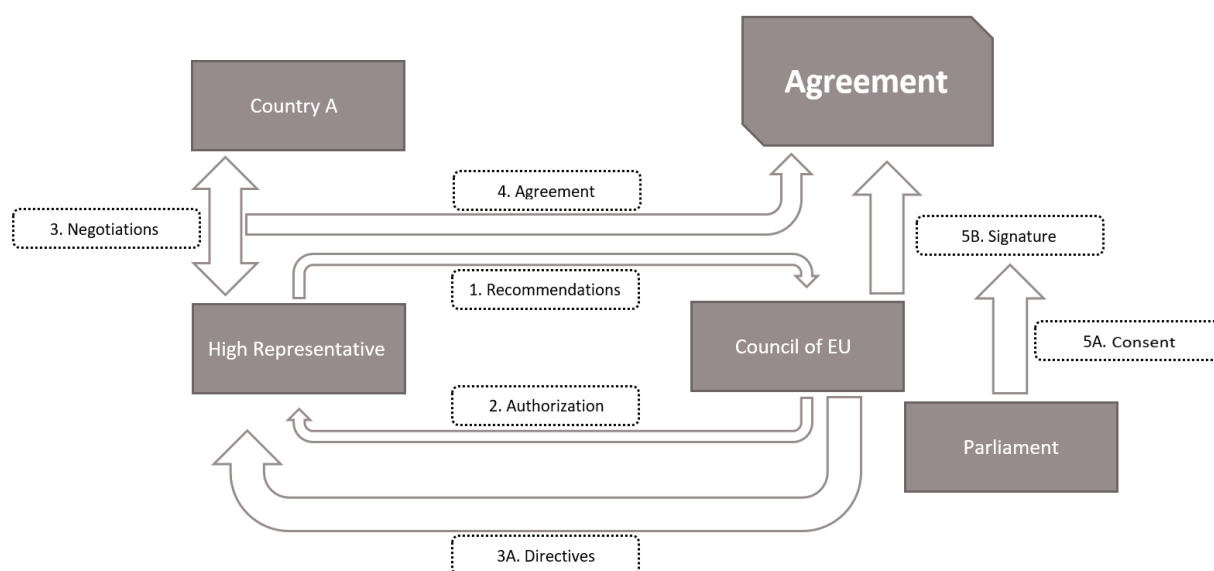 Agreement
Country A
4. Agreement
3. Negotiations
5B. Signature
1. Recommendations
High Representative
Council of EU
5A. Consent
2. Authorization
Parliament
3A. Directives